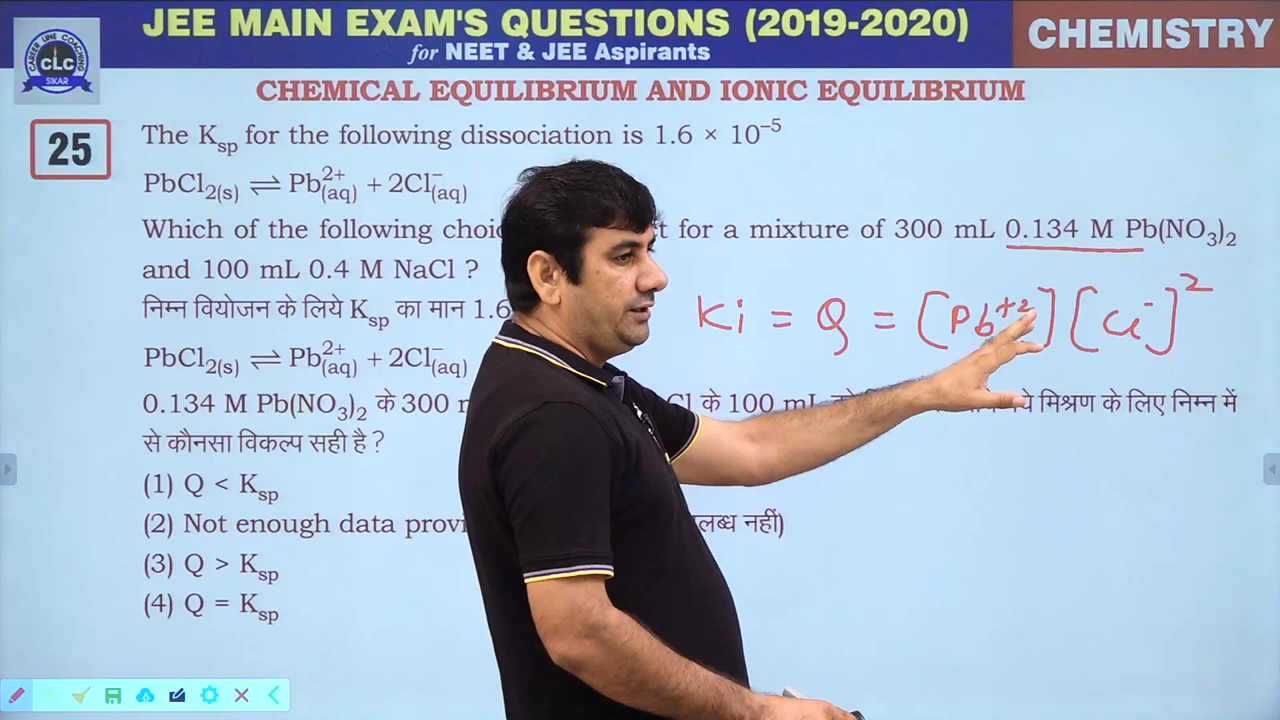 JEE MAIN EXAM'S QUESTIONS (2019-2020)
for NEET & JEE Aspirants
CHEMISTRY
CAREER LINE COACHING
CLC
SIKAR
CHEMICAL EQUILIBRIUM AND IONIC EQUILIBRIUM
25
The Ksp for the following dissociation is 1.6 × 10⁻⁵
PbCl₂(s) ⇌ Pb²⁺(aq) + 2Cl⁻(aq)
Which of the following for a mixture of 300 mL 0.134 M Pb(NO₃)₂
and 100 mL 0.4 M NaCl ?
निम्न वियोजन के लिये Ksp का मान 1.6
Ki = Q = [Pb⁺²] [Cl⁻]²
PbCl₂(s) ⇌ Pb²⁺(aq) + 2Cl⁻(aq)
0.134 M Pb(NO₃)₂ के 300 के 100 mL मिश्रण के लिए निम्न में
से कौनसा विकल्प सही है ?
(1) Q < Ksp
(2) Not enough data नहीं)
(3) Q > Ksp
(4) Q = Ksp